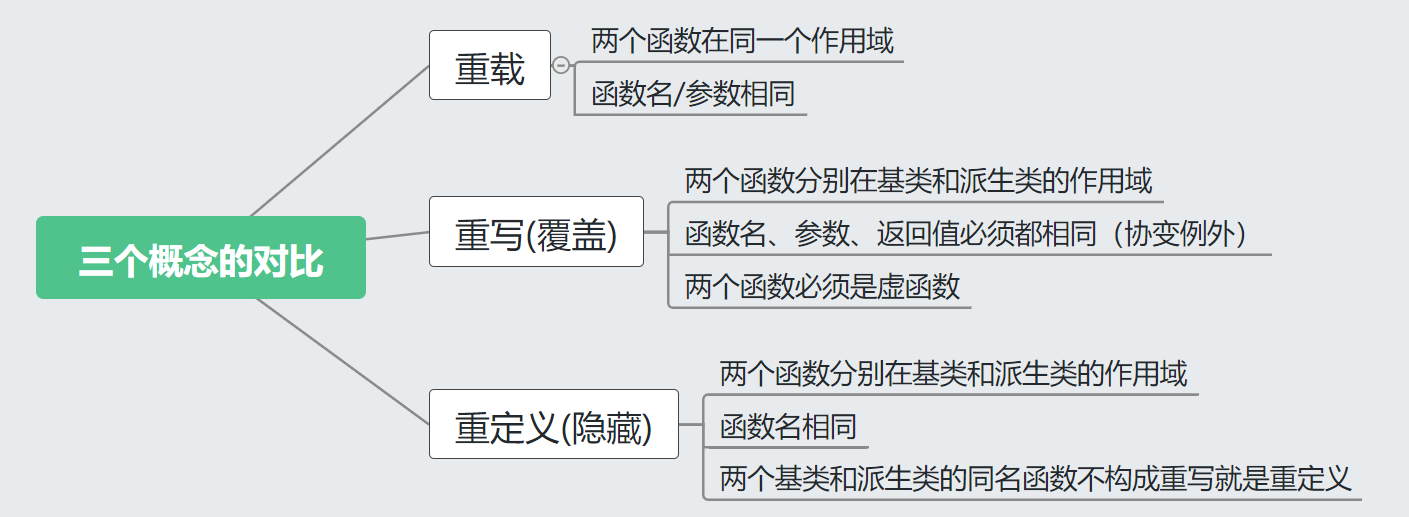 三个概念的对比
重载
两个函数在同一个作用域
函数名/参数相同
重写(覆盖)
两个函数分别在基类和派生类的作用域
函数名、参数、返回值必须都相同（协变例外）
两个函数必须是虚函数
重定义(隐藏)
两个函数分别在基类和派生类的作用域
函数名相同
两个基类和派生类的同名函数不构成重写就是重定义